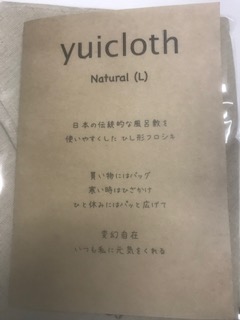 yuicloth
Natural (L)
日本の伝統的な風呂敷を
使いやすくした ひし形フロシキ
買い物にはバッグ
寒い時はひざかけ
ひと休みにはパッと広げて
変幻自在
いつも私に元気をくれる